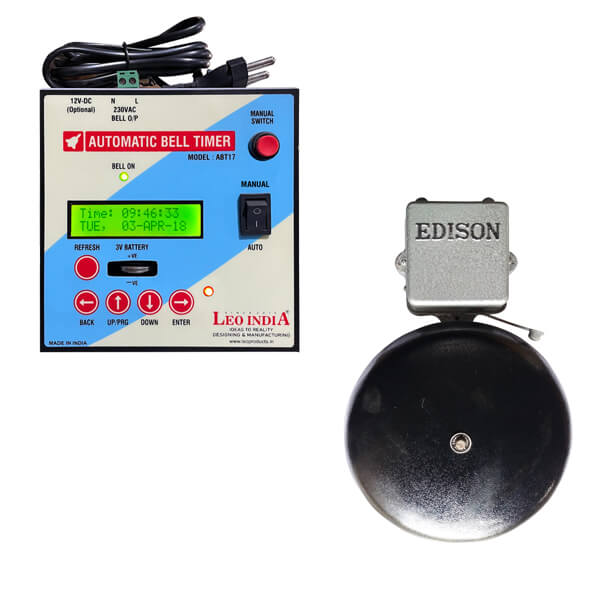 12V-DC
(Optional)
N L
230VAC
BELL O/P
MANUAL
SWITCH
AUTOMATIC BELL TIMER
MODEL : ABT17
BELL ON
MANUAL
AUTO
Time: 09:46:33
TUE, 03-APR-18
REFRESH
3V BATTERY
+VE
-VE
BACK
UP/PRG
DOWN
ENTER
LEO INDIA®
IDEAS TO REALITY
DESIGNING & MANUFACTURING
www.leoproducts.in
MADE IN INDIA
EDISON